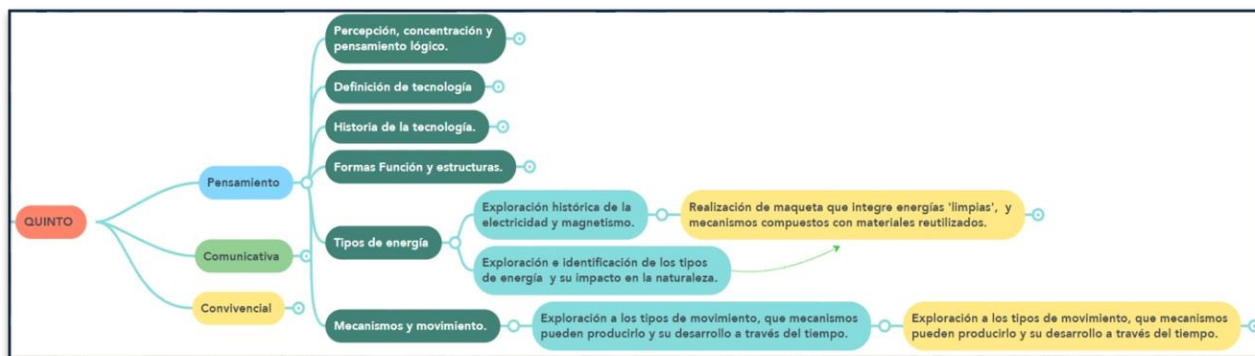 QUINTO
Pensamiento
Percepción, concentración y
pensamiento lógico.
Definición de tecnología
Historia de la tecnología.
Formas Función y estructuras.
Tipos de energía
Exploración histórica de la
electricidad y magnetismo.
Realización de maqueta que integre energías 'limpias',  y
mecanismos compuestos con materiales reutilizados.
Exploración e identificación de los tipos
de energía  y su impacto en la naturaleza.
Mecanismos y movimiento.
Exploración a los tipos de movimiento, que mecanismos
pueden producirlo y su desarrollo a través del tiempo.
Exploración a los tipos de movimiento, que mecanismos
pueden producirlo y su desarrollo a través del tiempo.
Comunicativa
Convivencial